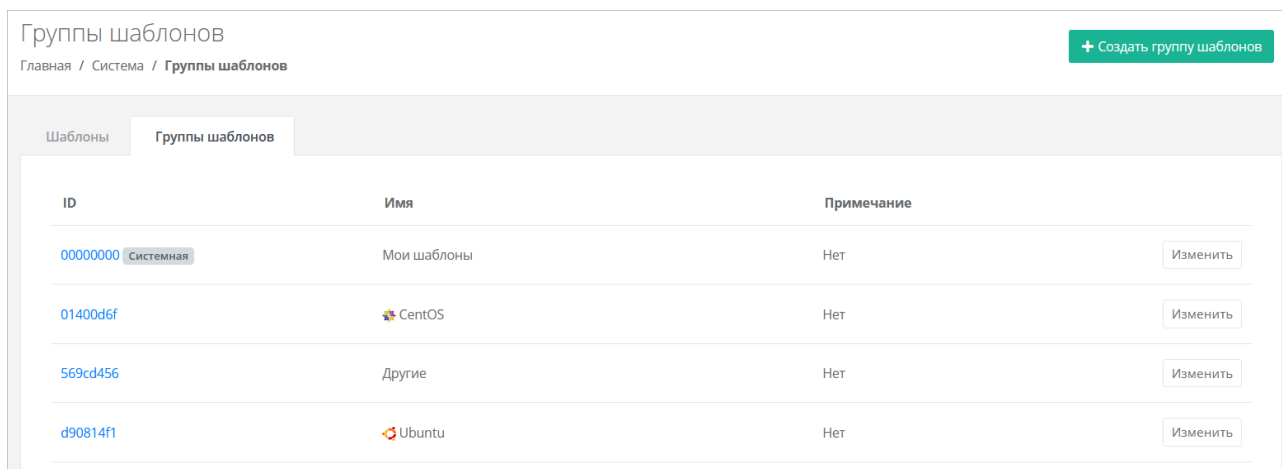 Группы шаблонов
+ Создать группу шаблонов
Главная / Система / Группы шаблонов
Шаблоны Группы шаблонов
ID Имя Примечание
00000000 Системная Мои шаблоны Нет Изменить
01400d6f CentOS Нет Изменить
569cd456 Другие Нет Изменить
d90814f1 Ubuntu Нет Изменить